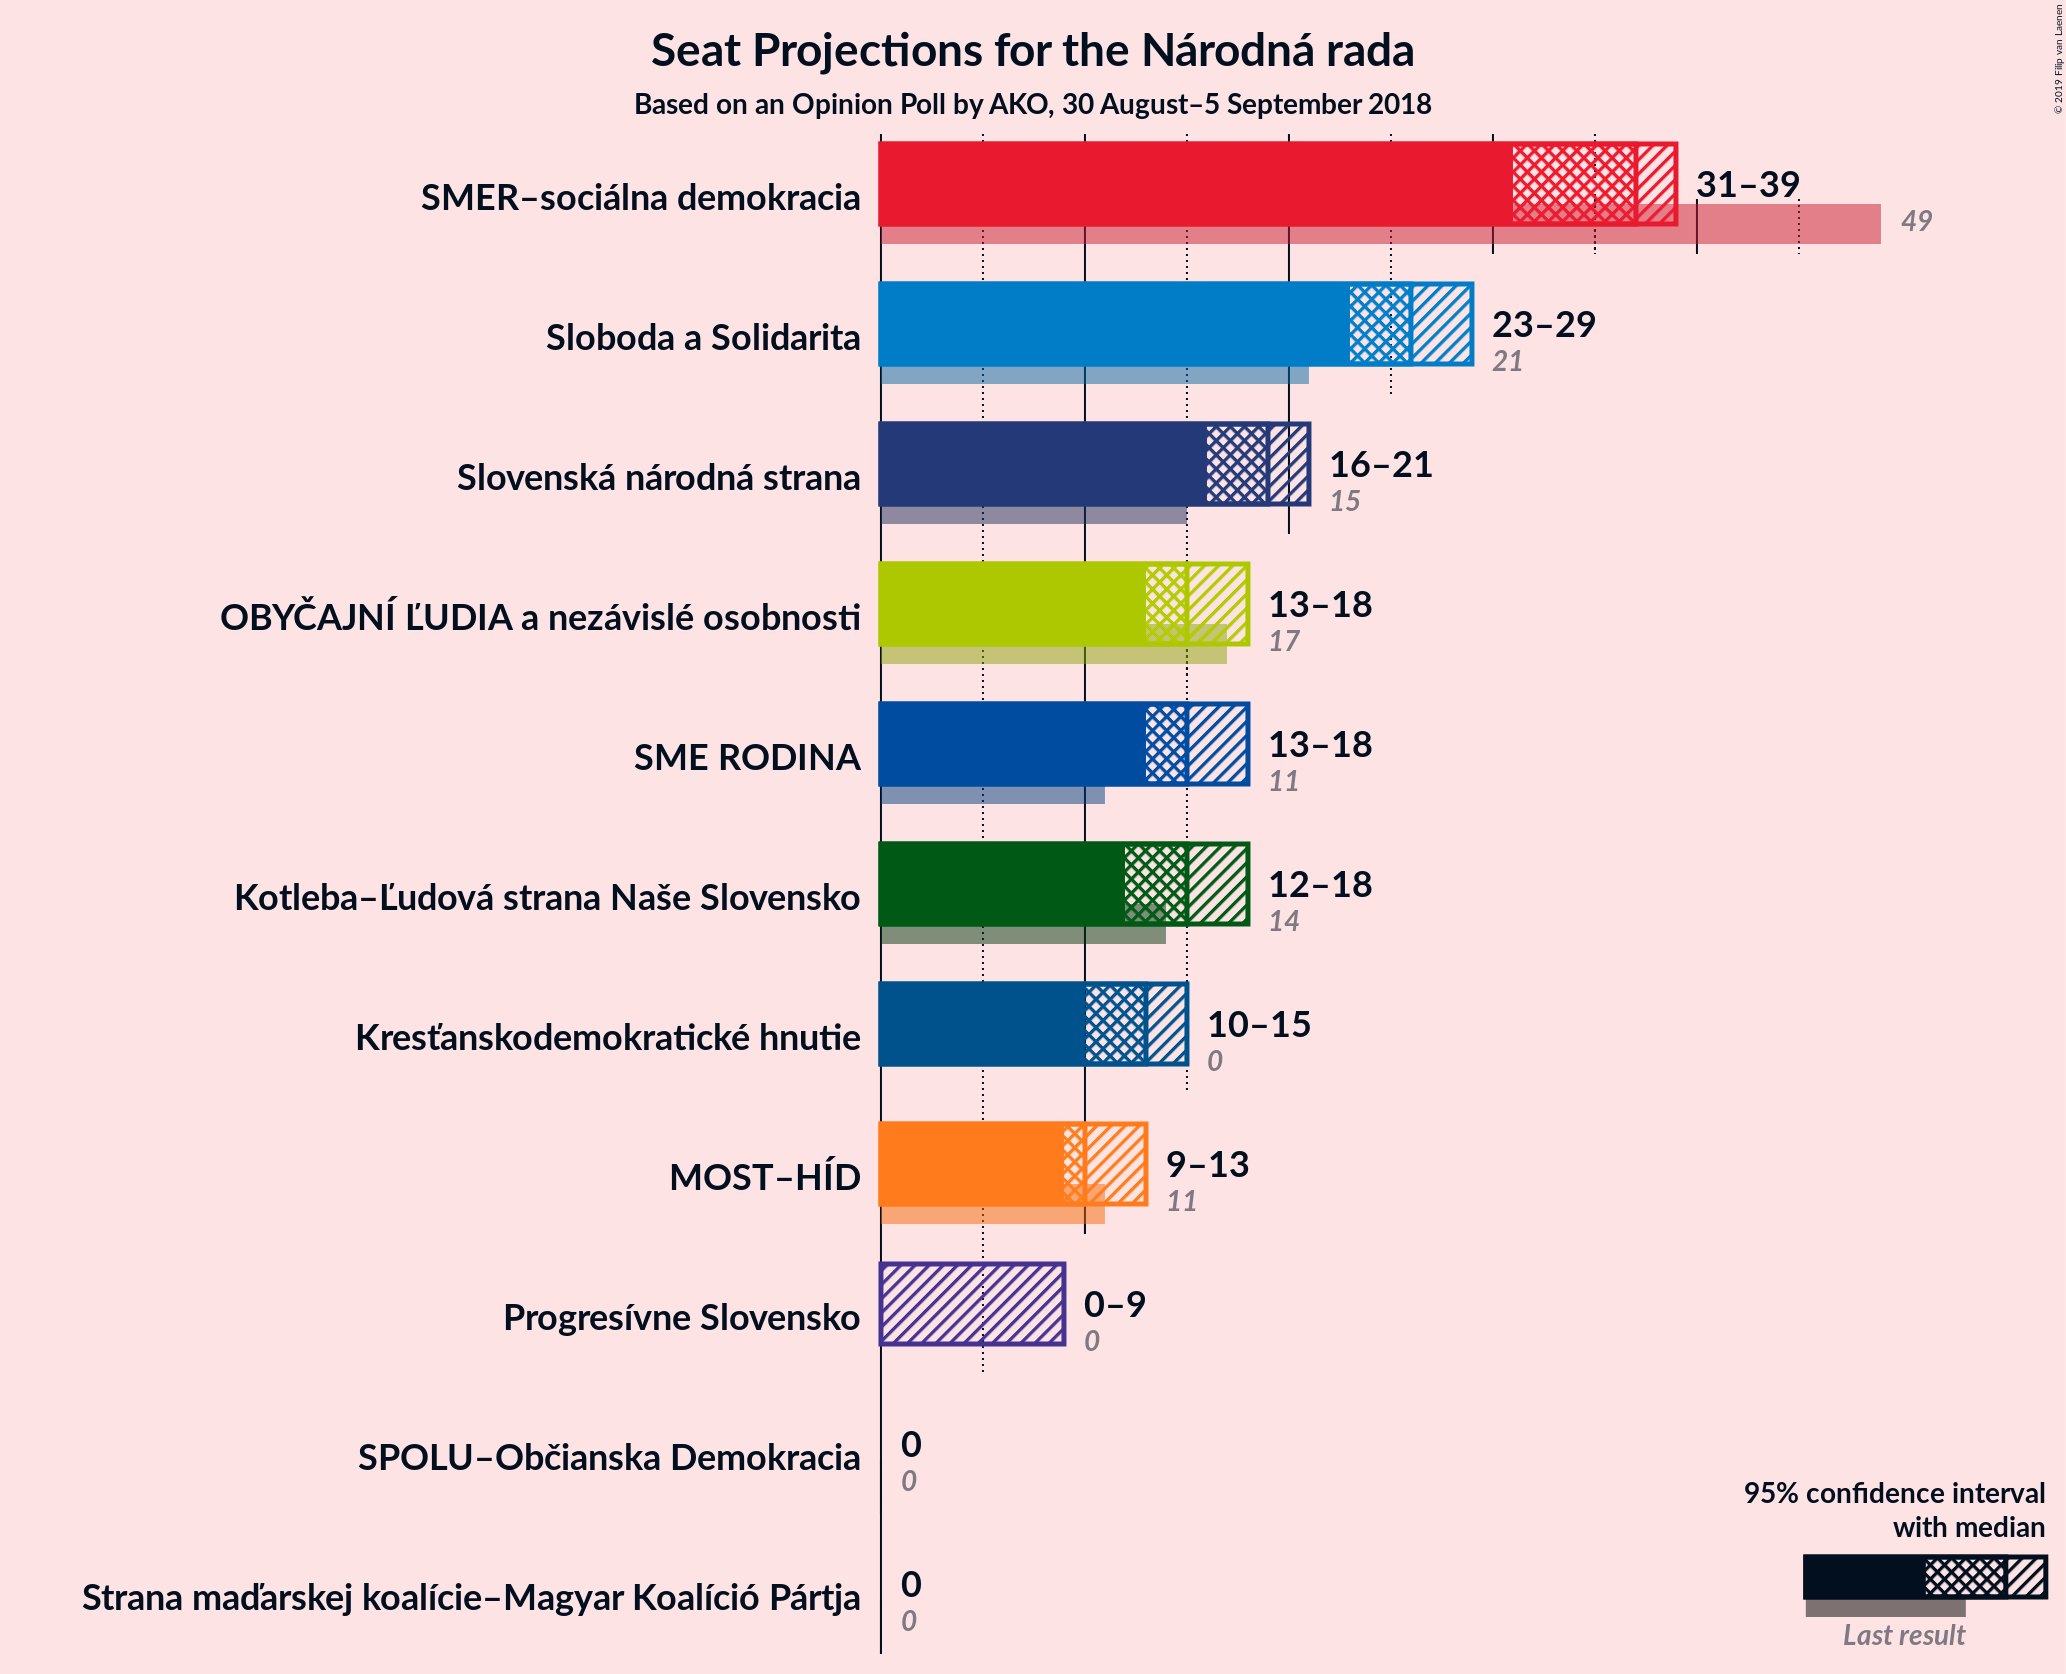 Seat Projections for the Národná rada
Based on an Opinion Poll by AKO, 30 August–5 September 2018
© 2019 Filip van Laenen
SMER–sociálna demokracia
31–39
49
Sloboda a Solidarita
23–29
21
Slovenská národná strana
16–21
15
OBYČAJNÍ ĽUDIA a nezávislé osobnosti
13–18
17
SME RODINA
13–18
11
Kotleba–Ľudová strana Naše Slovensko
12–18
14
Kresťanskodemokratické hnutie
10–15
0
MOST–HÍD
9–13
11
Progresívne Slovensko
0–9
0
SPOLU–Občianska Demokracia
0
0
Strana maďarskej koalície–Magyar Koalíció Pártja
0
0
95% confidence interval
with median
Last result